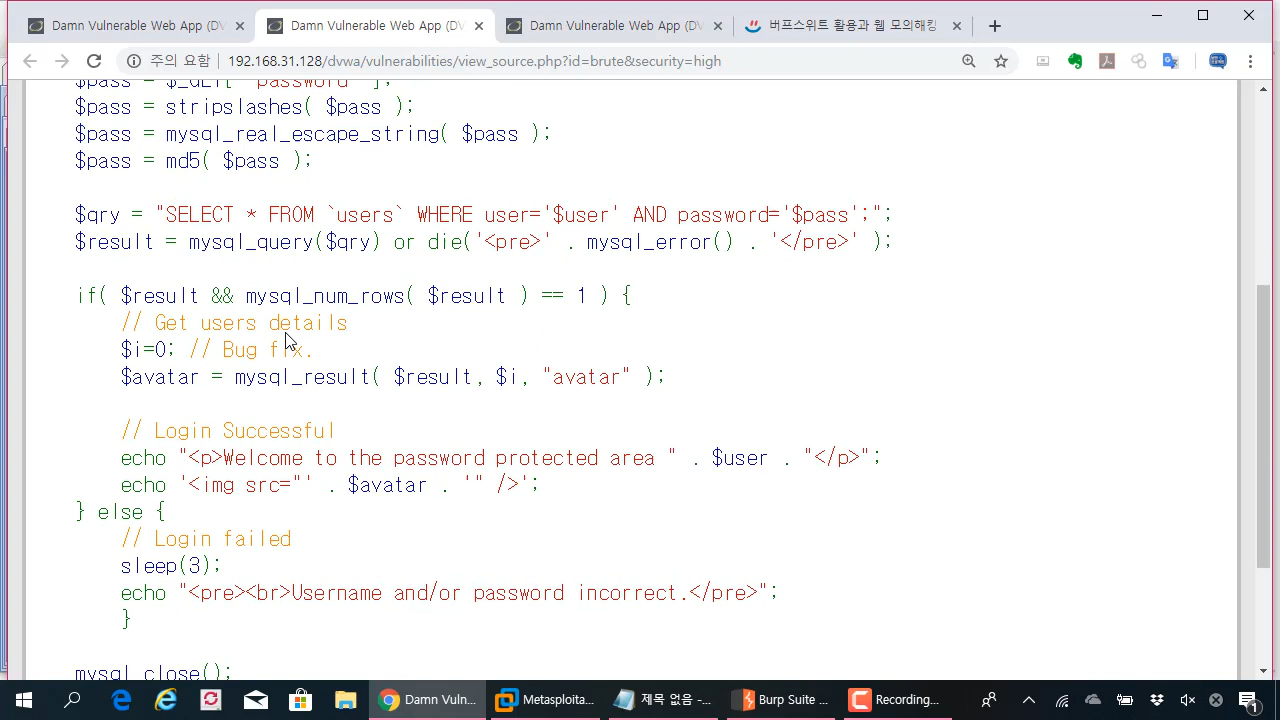 Damn Vulnerable Web App (DV
Damn Vulnerable Web App (DV
Damn Vulnerable Web App (DV
버프스위트 활용과 웹 모의해킹
주의 요함
192.168.31.128/dvwa/vulnerabilities/view_source.php?id=brute&security=high
$pass = $_GET[ 'password' ];
$pass = stripslashes( $pass );
$pass = mysql_real_escape_string( $pass );
$pass = md5( $pass );
$qry = "SELECT * FROM `users` WHERE user='$user' AND password='$pass';";
$result = mysql_query($qry) or die('<pre>' . mysql_error() . '</pre>' );
if( $result && mysql_num_rows( $result ) == 1 ) {
// Get users details
$i=0; // Bug fix.
$avatar = mysql_result( $result, $i, "avatar" );
// Login Successful
echo "<p>Welcome to the password protected area " . $user . "</p>";
echo '<img src="' . $avatar . '" />';
} else {
// Login failed
sleep(3);
echo "<pre><br>Username and/or password incorrect.</pre>";
}
mysql_close();
Damn Vuln...
Metasploita...
제목 없음 -...
Burp Suite ...
Recording...
1